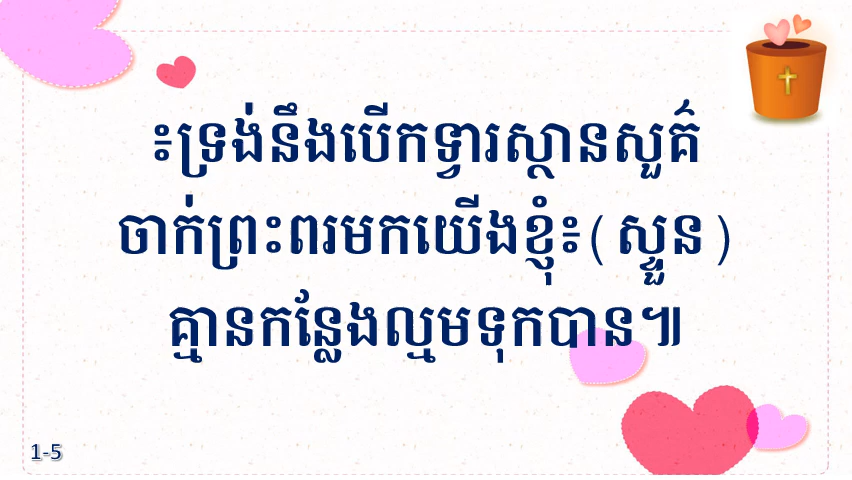 ៖ទ្រង់នឹងបើកទ្វារស្ថានសួគ៌
ចាក់ព្រះពរមកយើងខ្ញុំ៖(ស្ទួន)
គ្មានកន្លែងល្មមទុកបាន៕
1-5